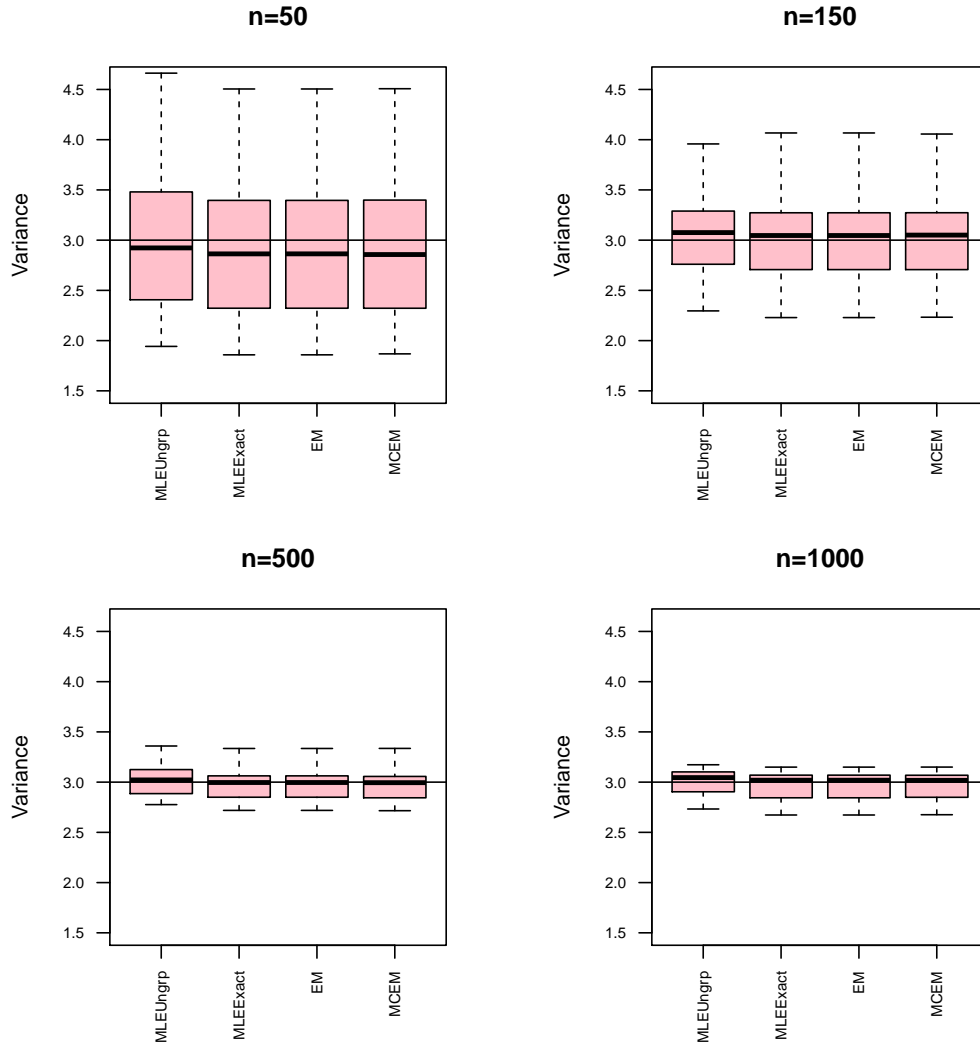 n=50
Variance
4.5
4.0
3.5
3.0
2.5
2.0
1.5
MLEUngrp
MLEExact
EM
MCEM
n=150
Variance
4.5
4.0
3.5
3.0
2.5
2.0
1.5
MLEUngrp
MLEExact
EM
MCEM
n=500
Variance
4.5
4.0
3.5
3.0
2.5
2.0
1.5
MLEUngrp
MLEExact
EM
MCEM
n=1000
Variance
4.5
4.0
3.5
3.0
2.5
2.0
1.5
MLEUngrp
MLEExact
EM
MCEM